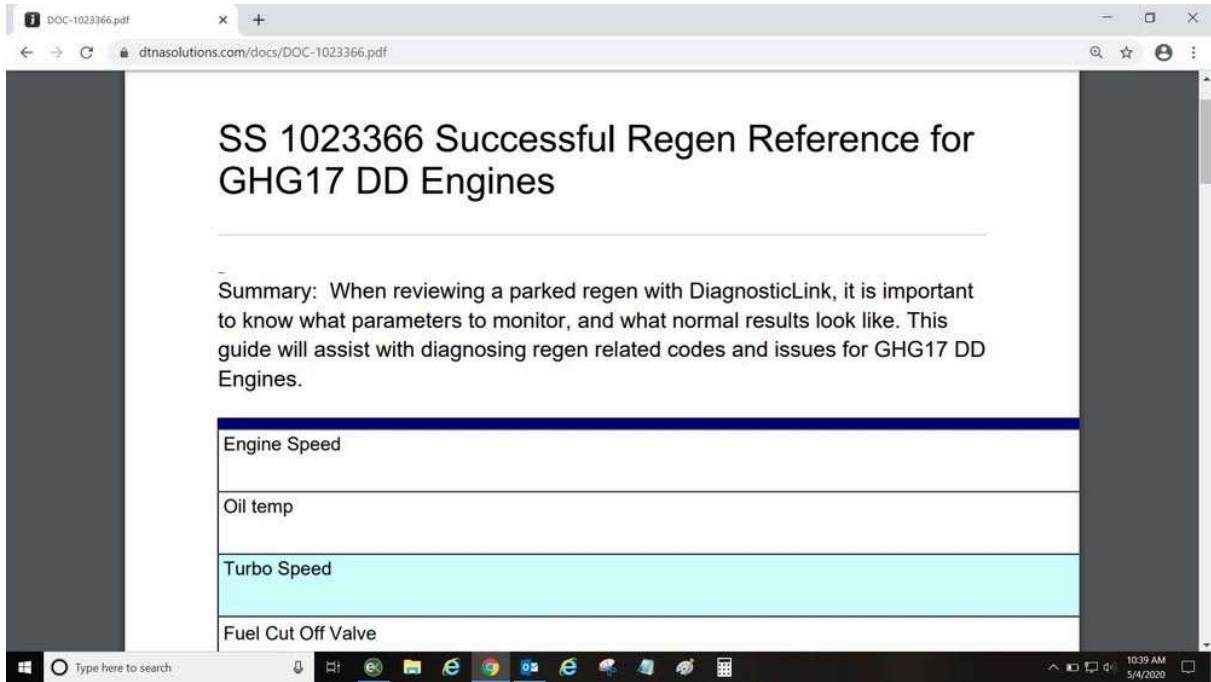 DOC-1023366.pdf
dtnasolutions.com/docs/DOC-1023366.pdf
SS 1023366 Successful Regen Reference for
GHG17 DD Engines
Summary: When reviewing a parked regen with DiagnosticLink, it is important
to know what parameters to monitor, and what normal results look like. This
guide will assist with diagnosing regen related codes and issues for GHG17 DD
Engines.
Engine Speed
Oil temp
Turbo Speed
Fuel Cut Off Valve
Type here to search
10:39 AM
5/4/2020